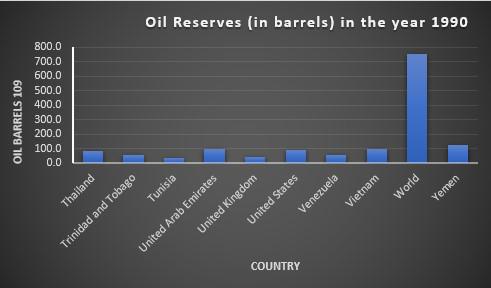 Oil Reserves (in barrels) in the year 1990
800.0
700.0
600.0
500.0
400.0
300.0
200.0
100.0
0.0
OIL BARRELS 109
Thailand
Trinidad and Tobago
Tunisia
United Arab Emirates
United Kingdom
United States
Venezuela
Vietnam
World
Yemen
COUNTRY